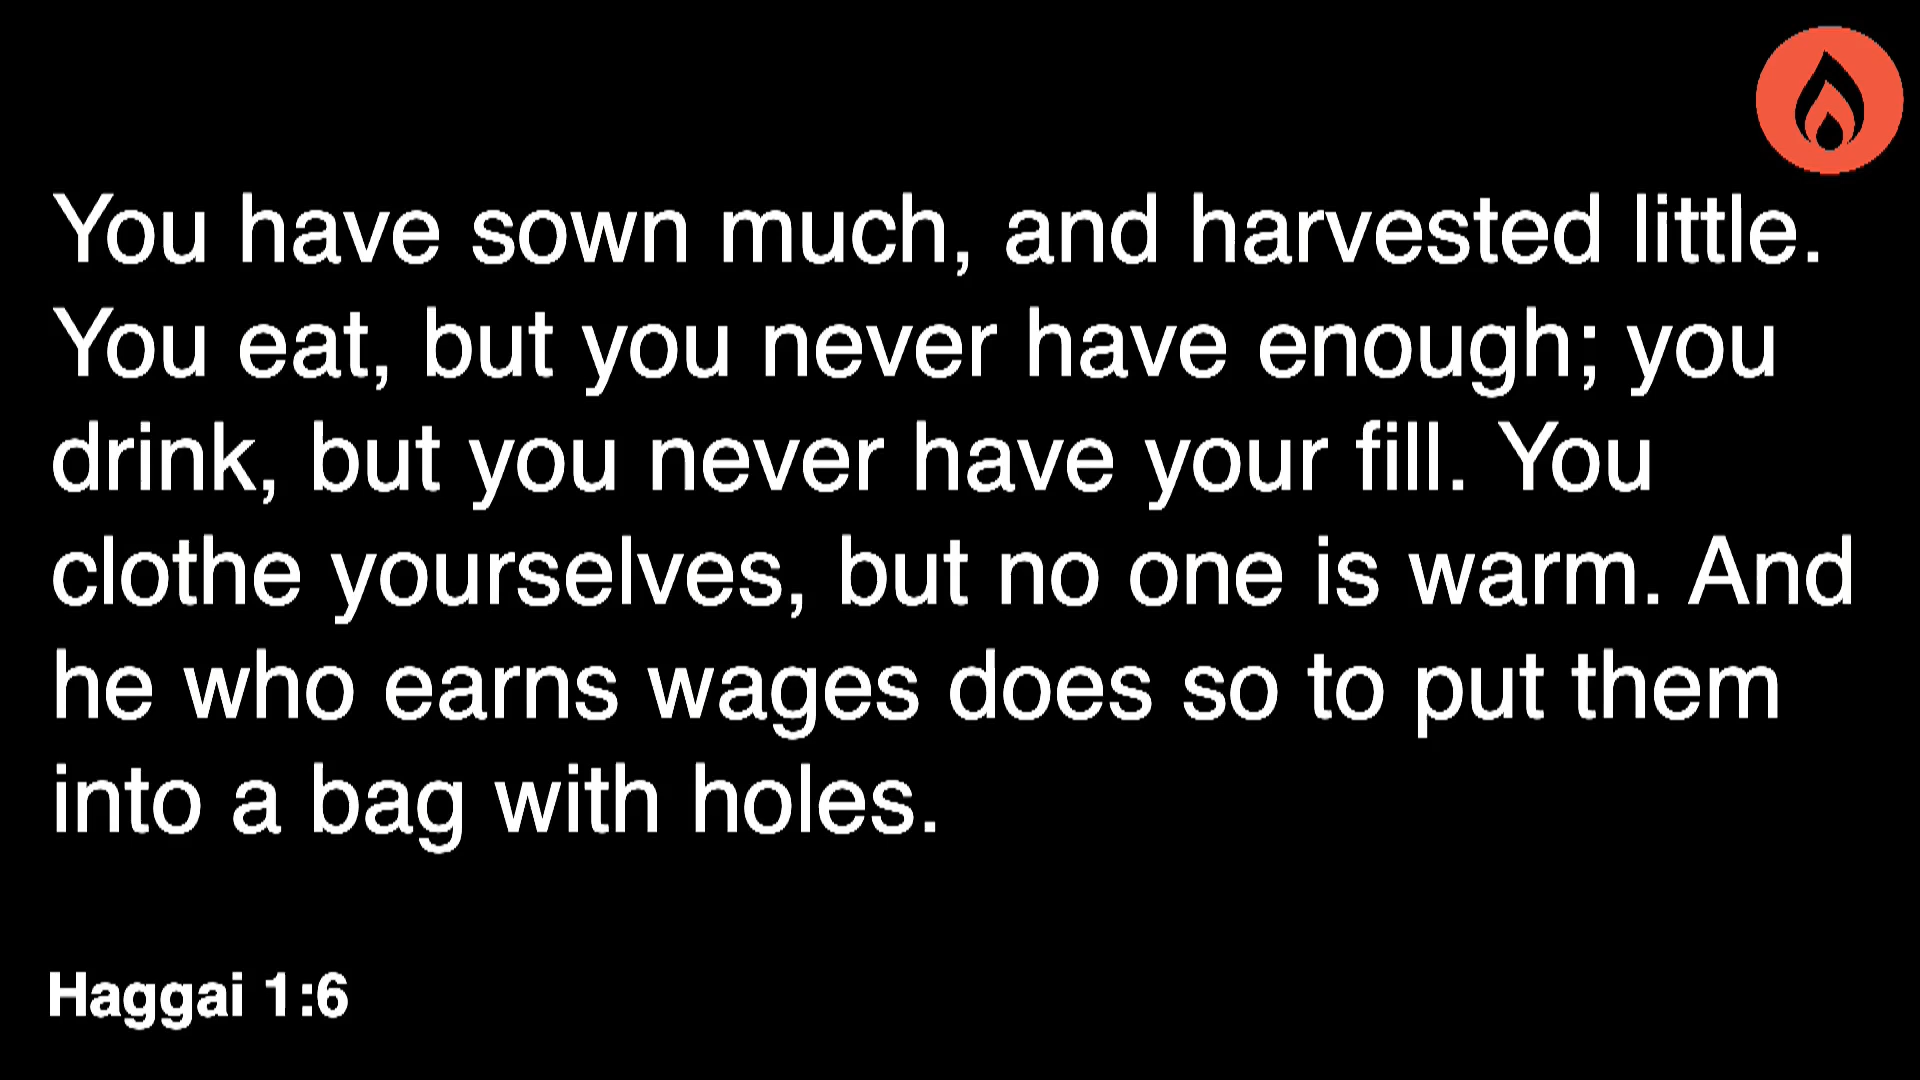 You have sown much, and harvested little.
You eat, but you never have enough; you
drink, but you never have your fill. You
clothe yourselves, but no one is warm. And
he who earns wages does so to put them
into a bag with holes.
Haggai 1:6